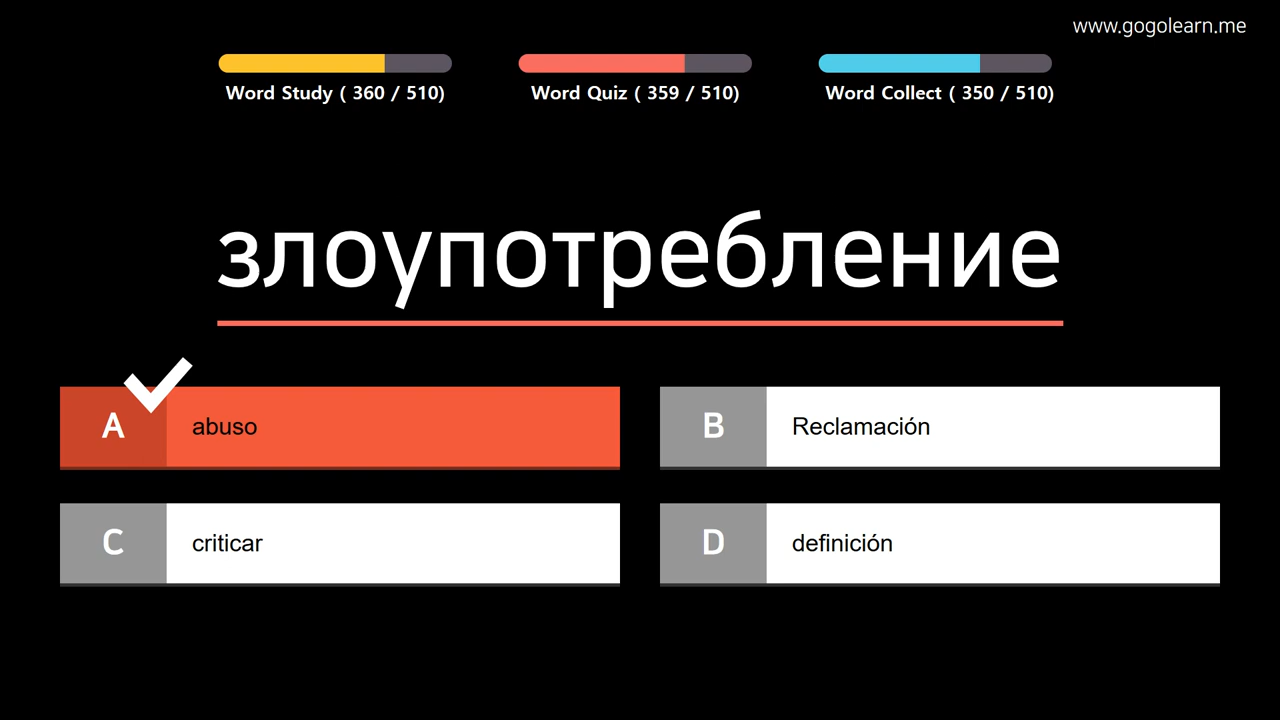 www.gogolearn.me
Word Study ( 360 / 510)
Word Quiz ( 359 / 510)
Word Collect ( 350 / 510)
злоупотребление
A abuso
B Reclamación
C criticar
D definición